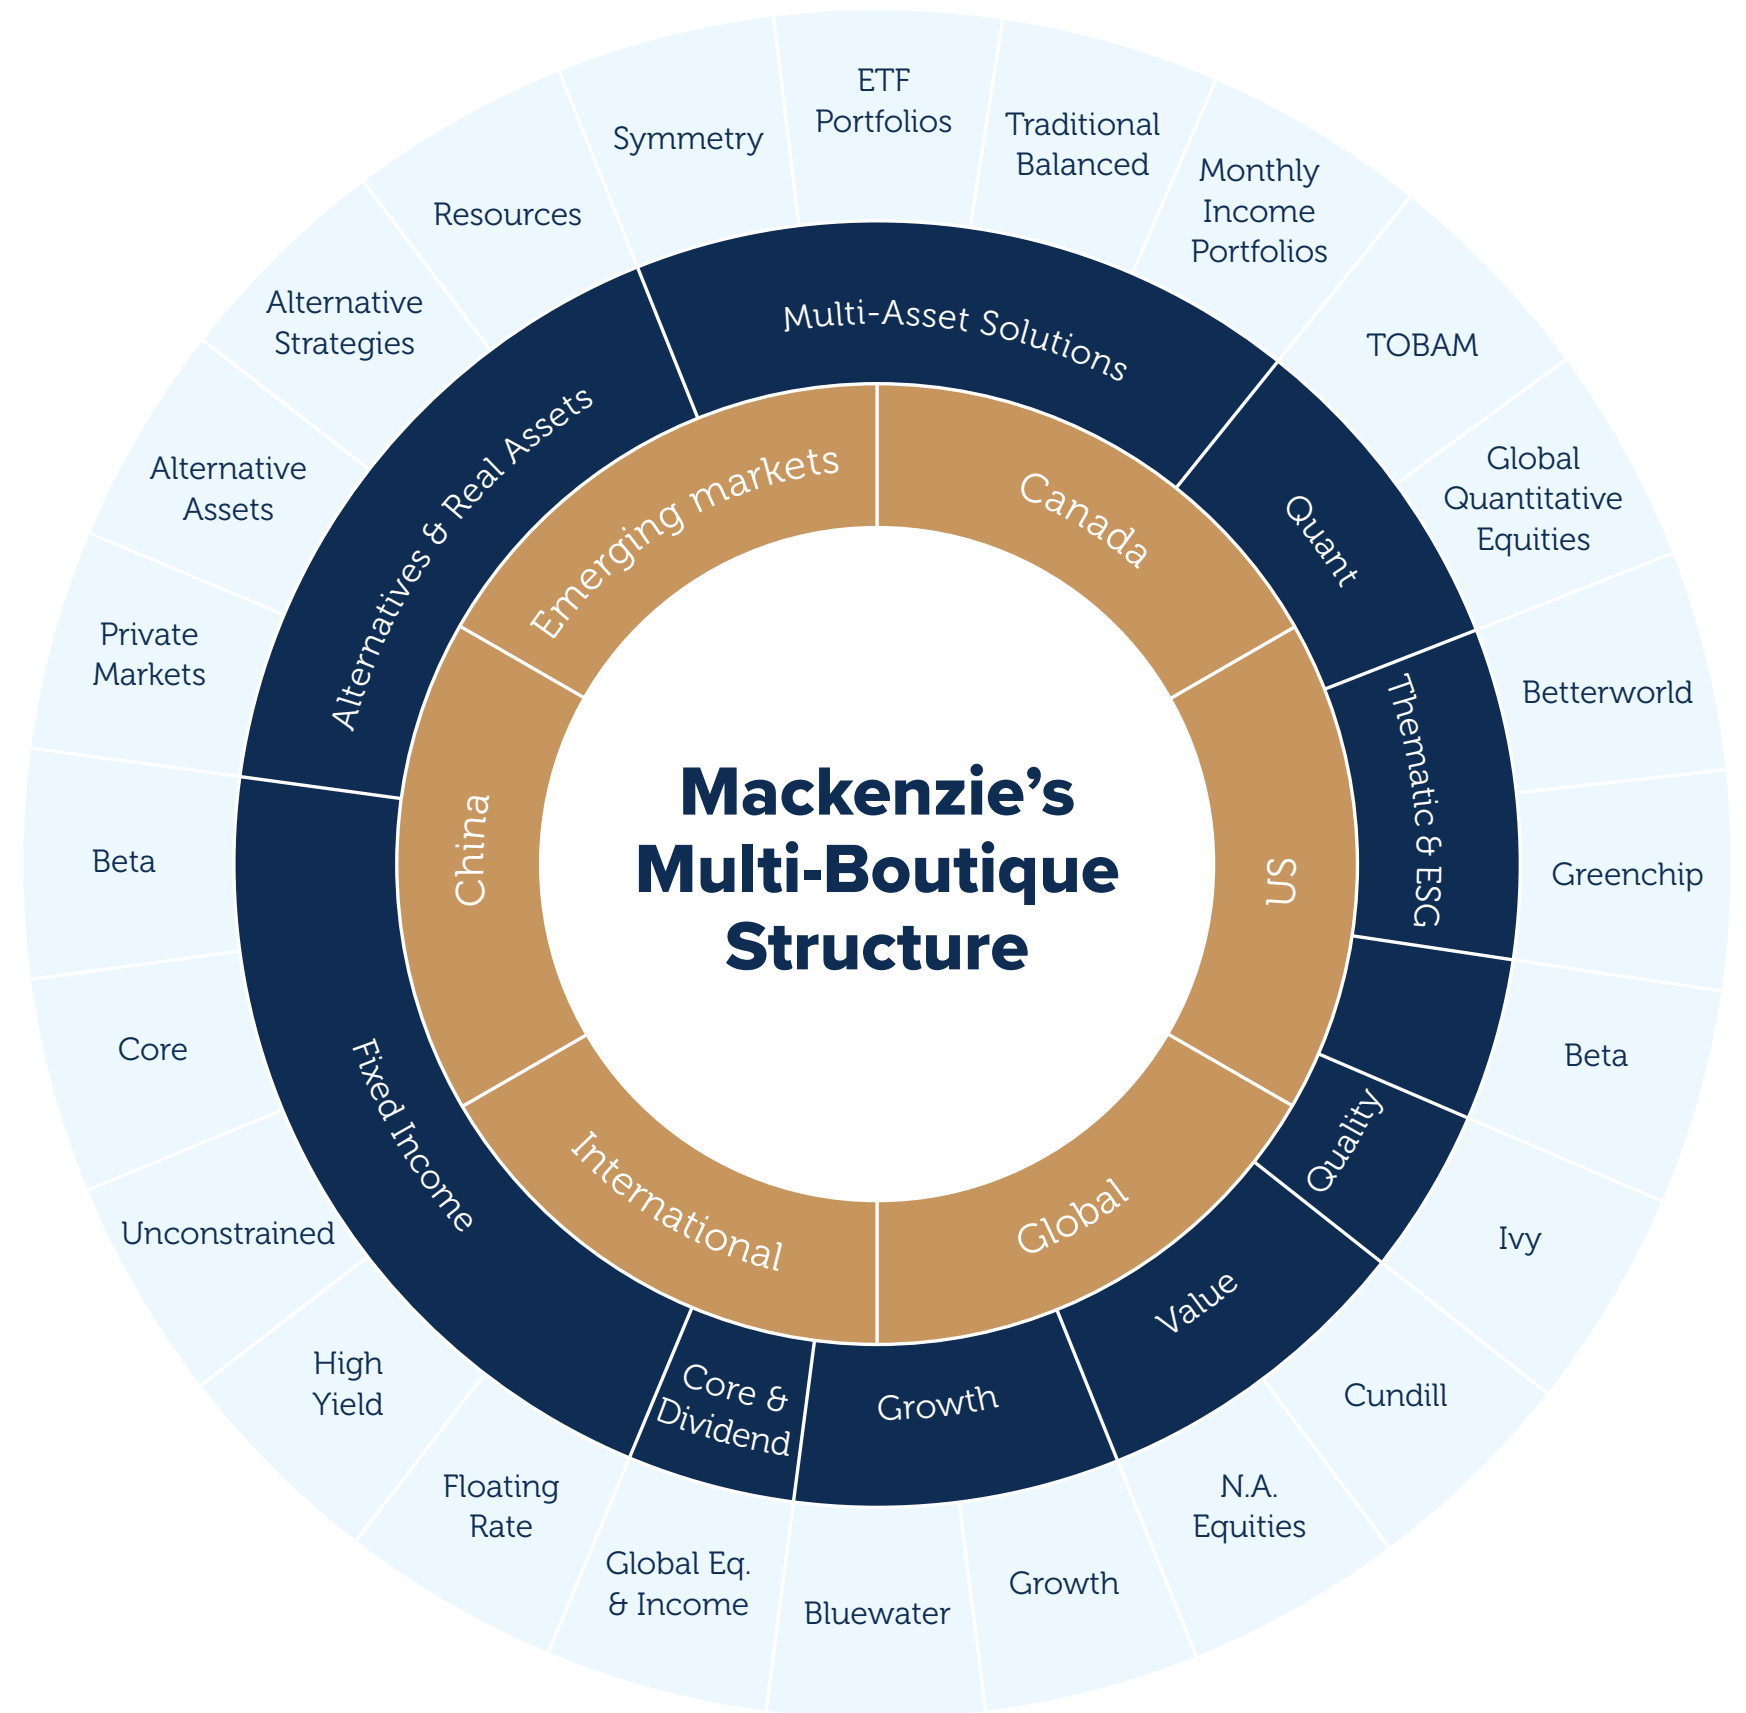 Mackenzie’s
Multi-Boutique
Structure
Canada
US
Global
International
China
Emerging markets
Multi-Asset Solutions
Quant
Thematic & ESG
Quality
Value
Growth
Core &
Dividend
Fixed Income
Alternatives & Real Assets
Symmetry
ETF
Portfolios
Traditional
Balanced
Monthly
Income
Portfolios
TOBAM
Global
Quantitative
Equities
Betterworld
Greenchip
Beta
Ivy
Cundill
N.A.
Equities
Growth
Bluewater
Global Eq.
& Income
Floating
Rate
High
Yield
Unconstrained
Core
Beta
Private
Markets
Alternative
Assets
Alternative
Strategies
Resources